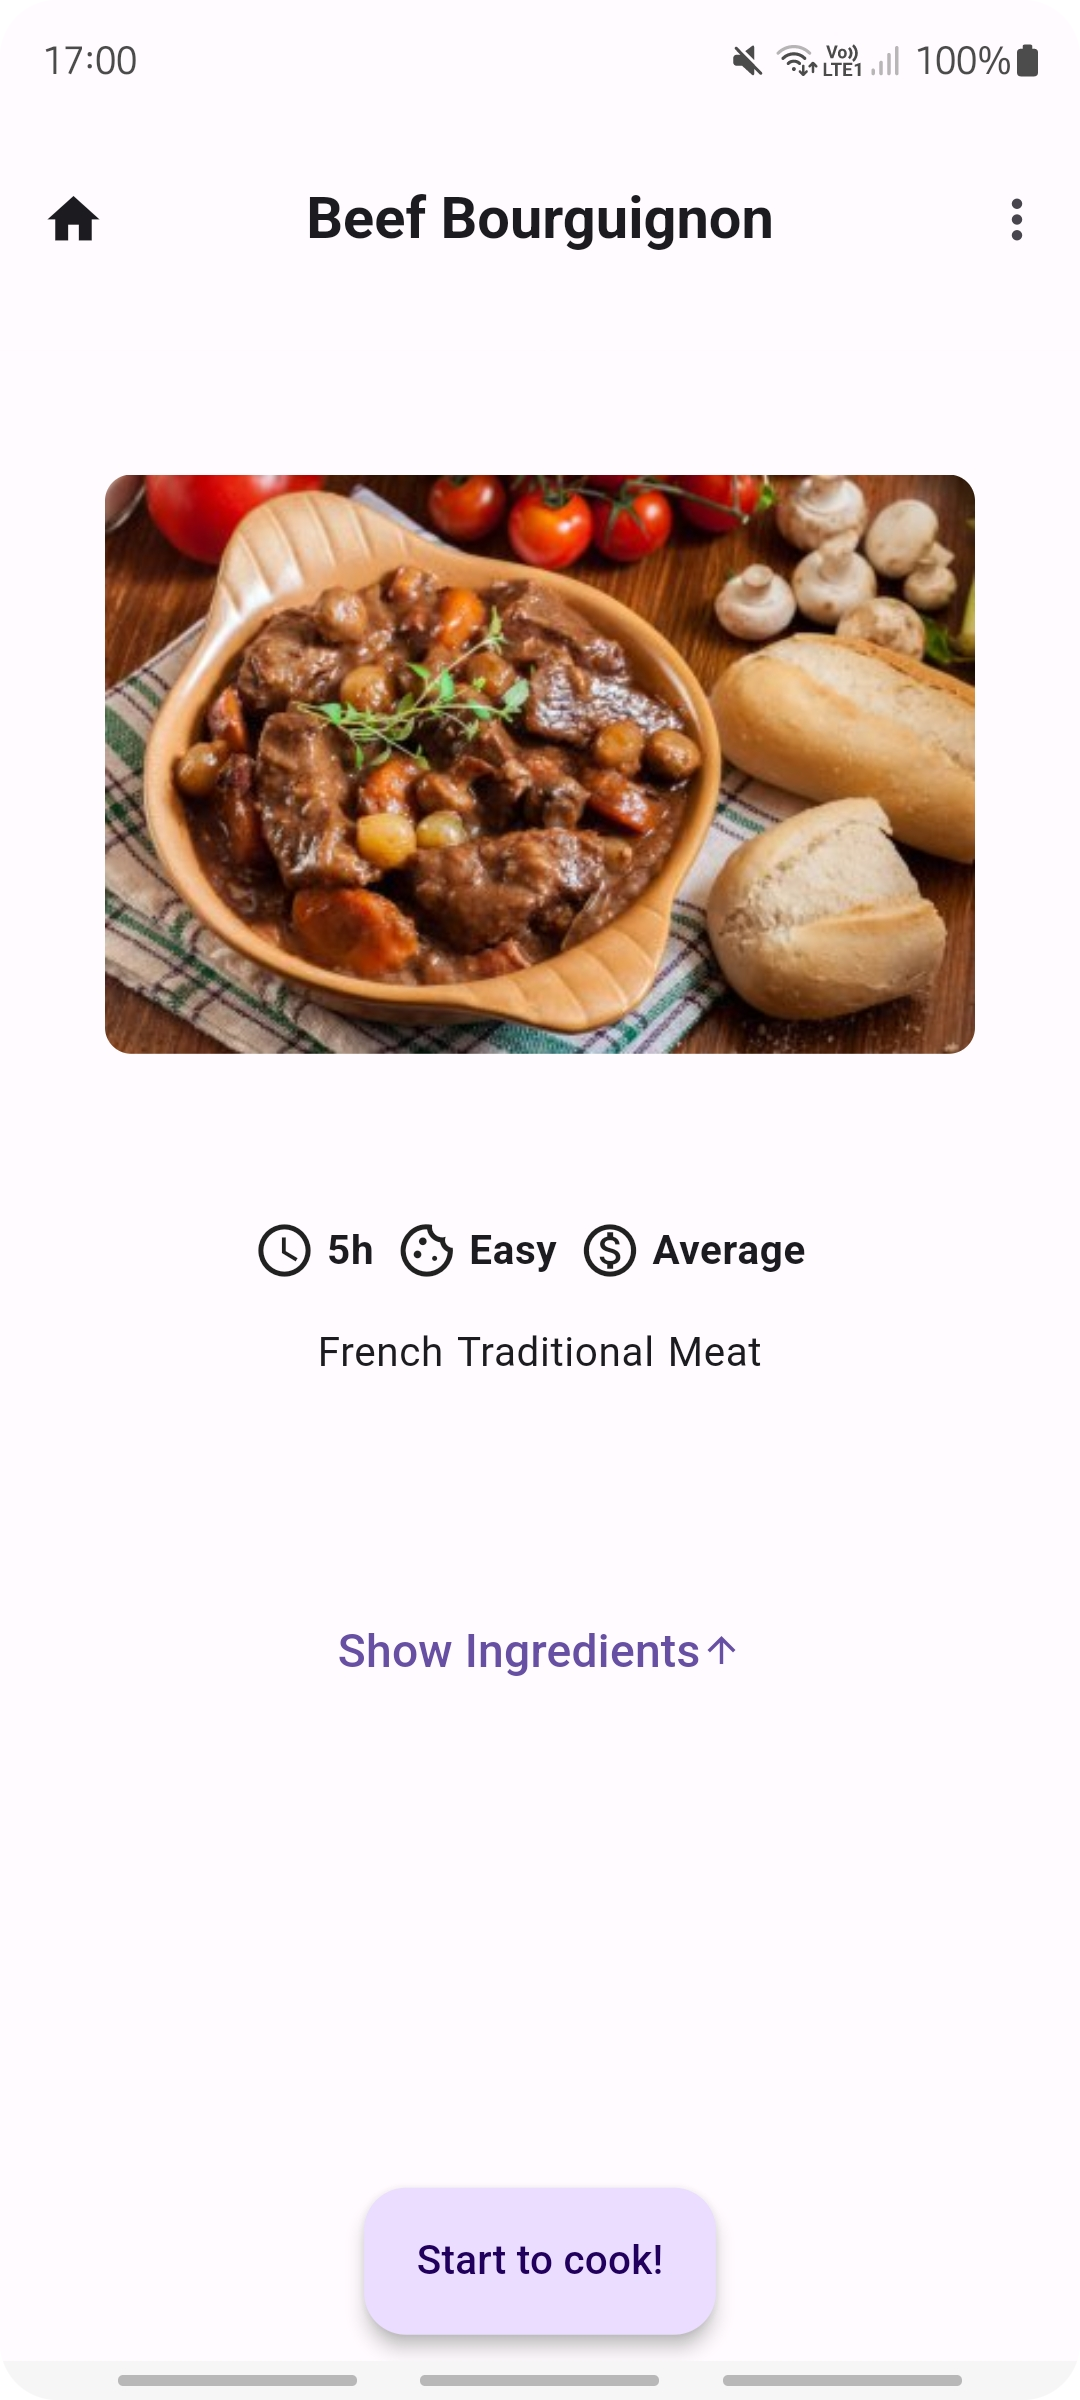 17:00 Vo)) LTE1 100%
Beef Bourguignon
5h Easy Average
French Traditional Meat
Show Ingredients↑
Start to cook!